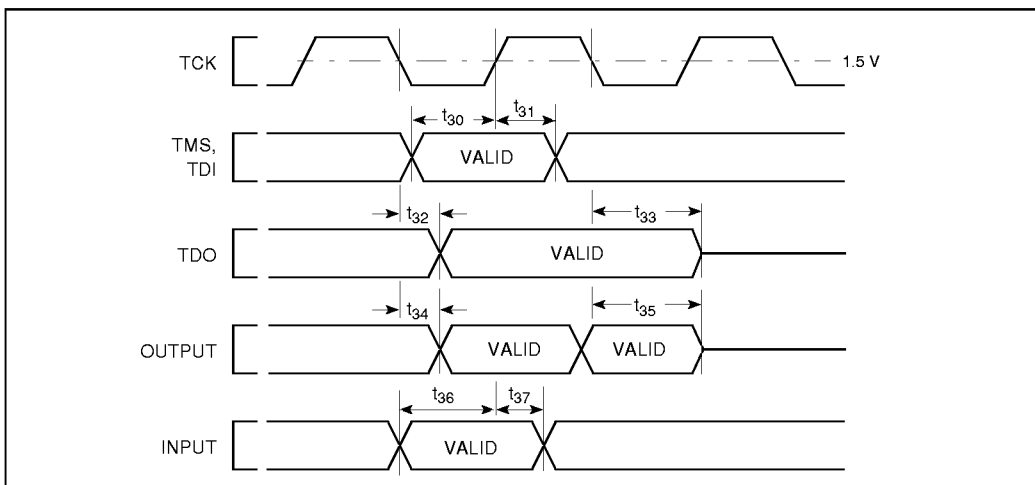 TCK
1.5 V
t30 t31
TMS,
TDI
VALID
t32 t33
TDO
VALID
t34 t35
OUTPUT
VALID VALID
t36 t37
INPUT
VALID